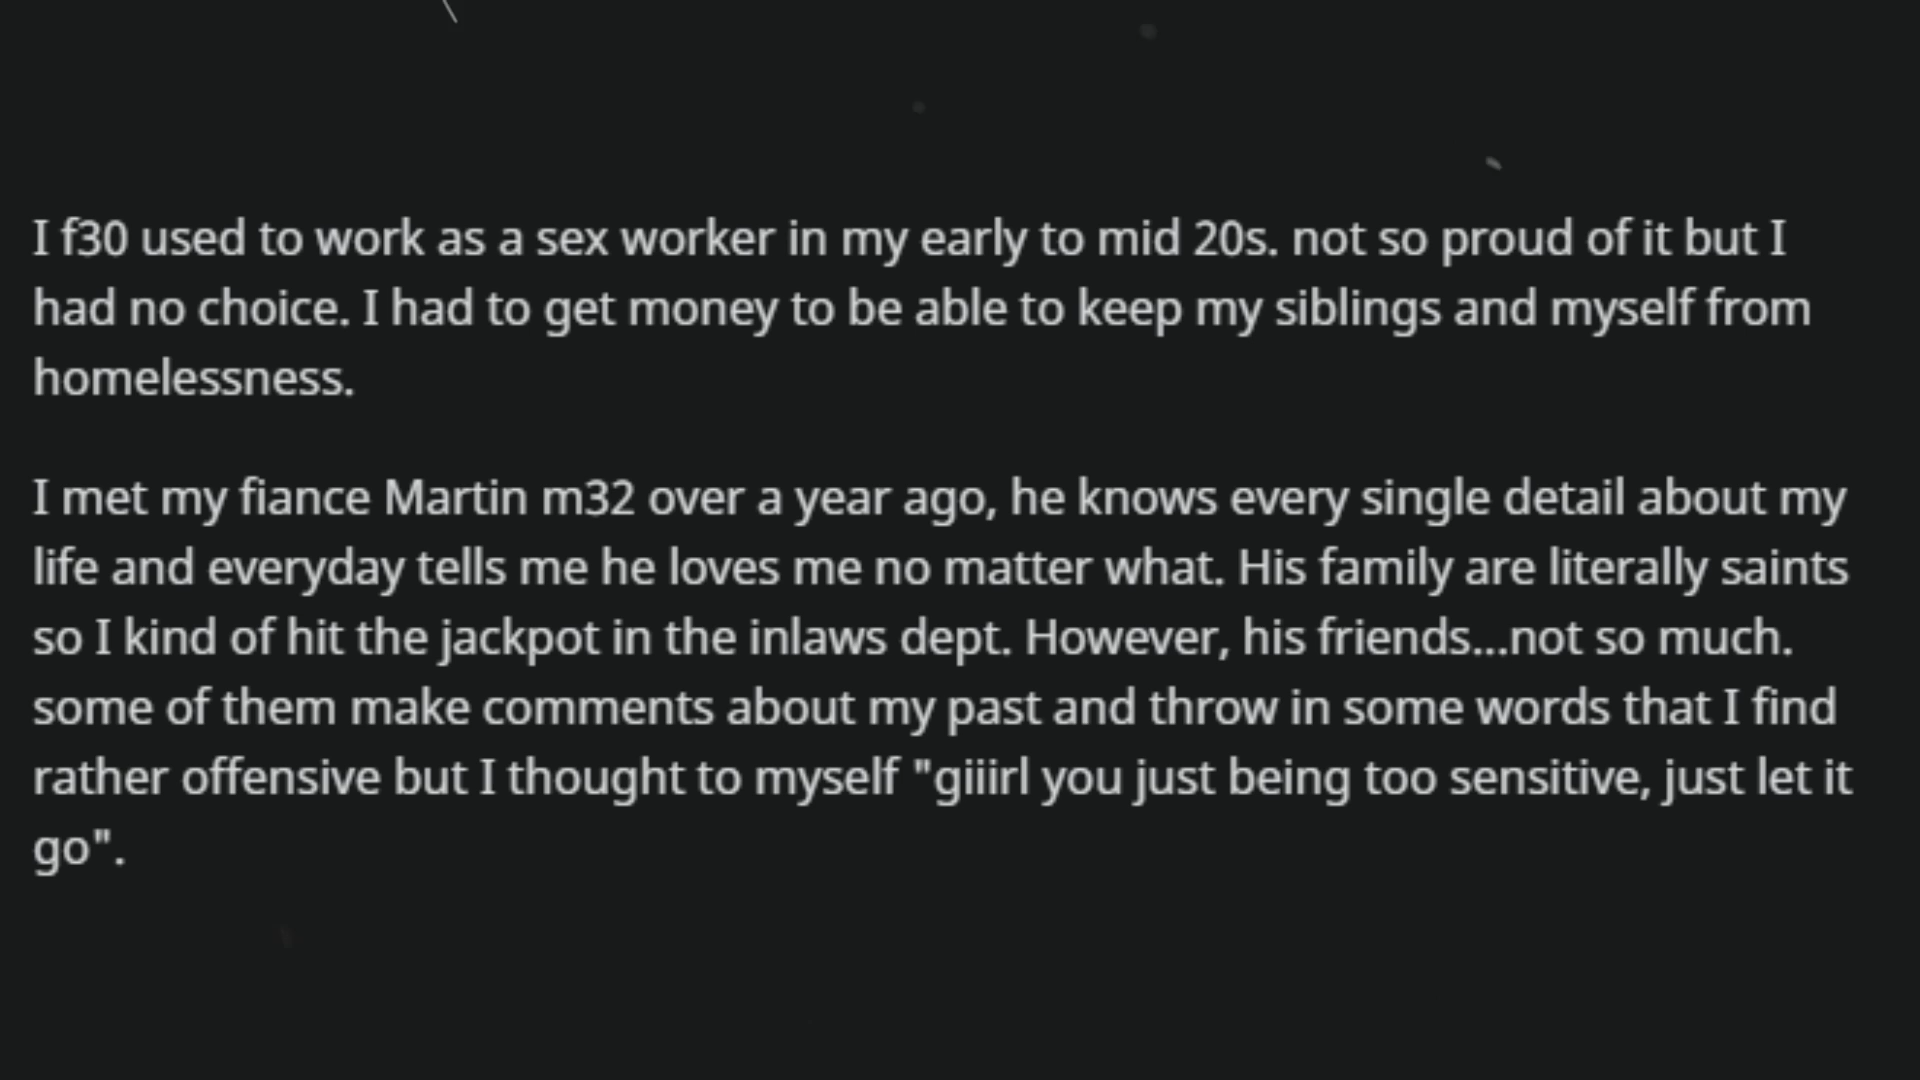 I f30 used to work as a sex worker in my early to mid 20s. not so proud of it but I
had no choice. I had to get money to be able to keep my siblings and myself from
homelessness.
I met my fiance Martin m32 over a year ago, he knows every single detail about my
life and everyday tells me he loves me no matter what. His family are literally saints
so I kind of hit the jackpot in the inlaws dept. However, his friends...not so much.
some of them make comments about my past and throw in some words that I find
rather offensive but I thought to myself "giiirl you just being too sensitive, just let it
go".